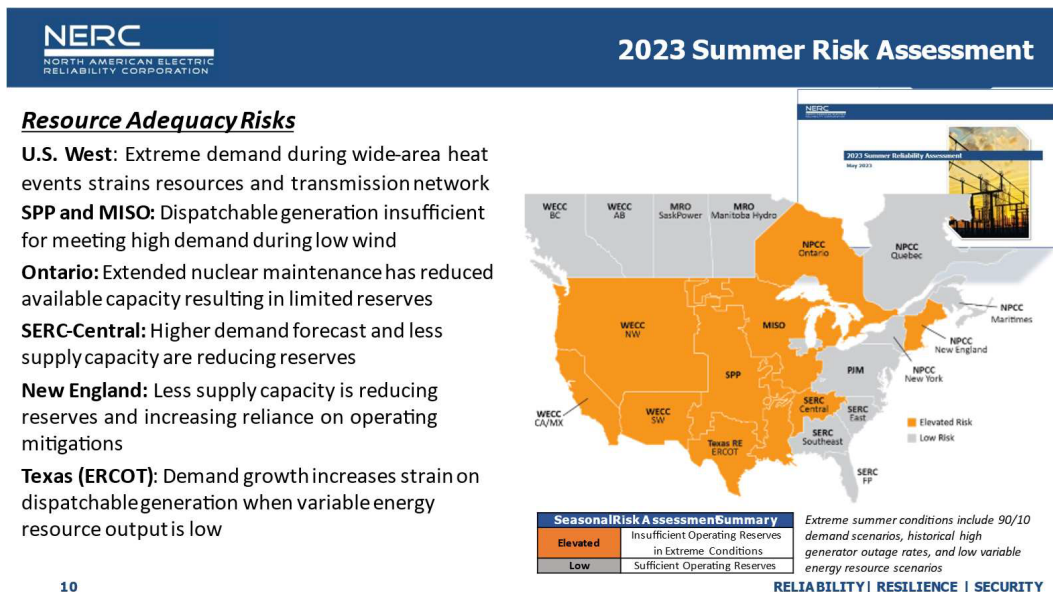 NERC
NORTH AMERICAN ELECTRIC
RELIABILITY CORPORATION
2023 Summer Risk Assessment
Resource Adequacy Risks
U.S. West: Extreme demand during wide-area heat
events strains resources and transmission network
SPP and MISO: Dispatchable generation insufficient
for meeting high demand during low wind
Ontario: Extended nuclear maintenance has reduced
available capacity resulting in limited reserves
SERC-Central: Higher demand forecast and less
supply capacity are reducing reserves
New England: Less supply capacity is reducing
reserves and increasing reliance on operating
mitigations
Texas (ERCOT): Demand growth increases strain on
dispatchable generation when variable energy
resource output is low
NERC
2023 Summer Reliability Assessment
May 2023
WECC
BC
WECC
AB
MRO
SaskPower
MRO
Manitoba Hydro
NPCC
Ontario
NPCC
Quebec
NPCC
Maritimes
NPCC
New England
NPCC
New York
WECC
NW
MISO
SPP
PJM
WECC
CA/MX
WECC
SW
SERC
Central
SERC
East
SERC
Southeast
Texas RE
ERCOT
SERC
FP
Elevated Risk
Low Risk
Seasonal Risk Assessment Summary
Elevated
Insufficient Operating Reserves
in Extreme Conditions
Low
Sufficient Operating Reserves
Extreme summer conditions include 90/10
demand scenarios, historical high
generator outage rates, and low variable
energy resource scenarios
10
RELIABILITY | RESILIENCE | SECURITY